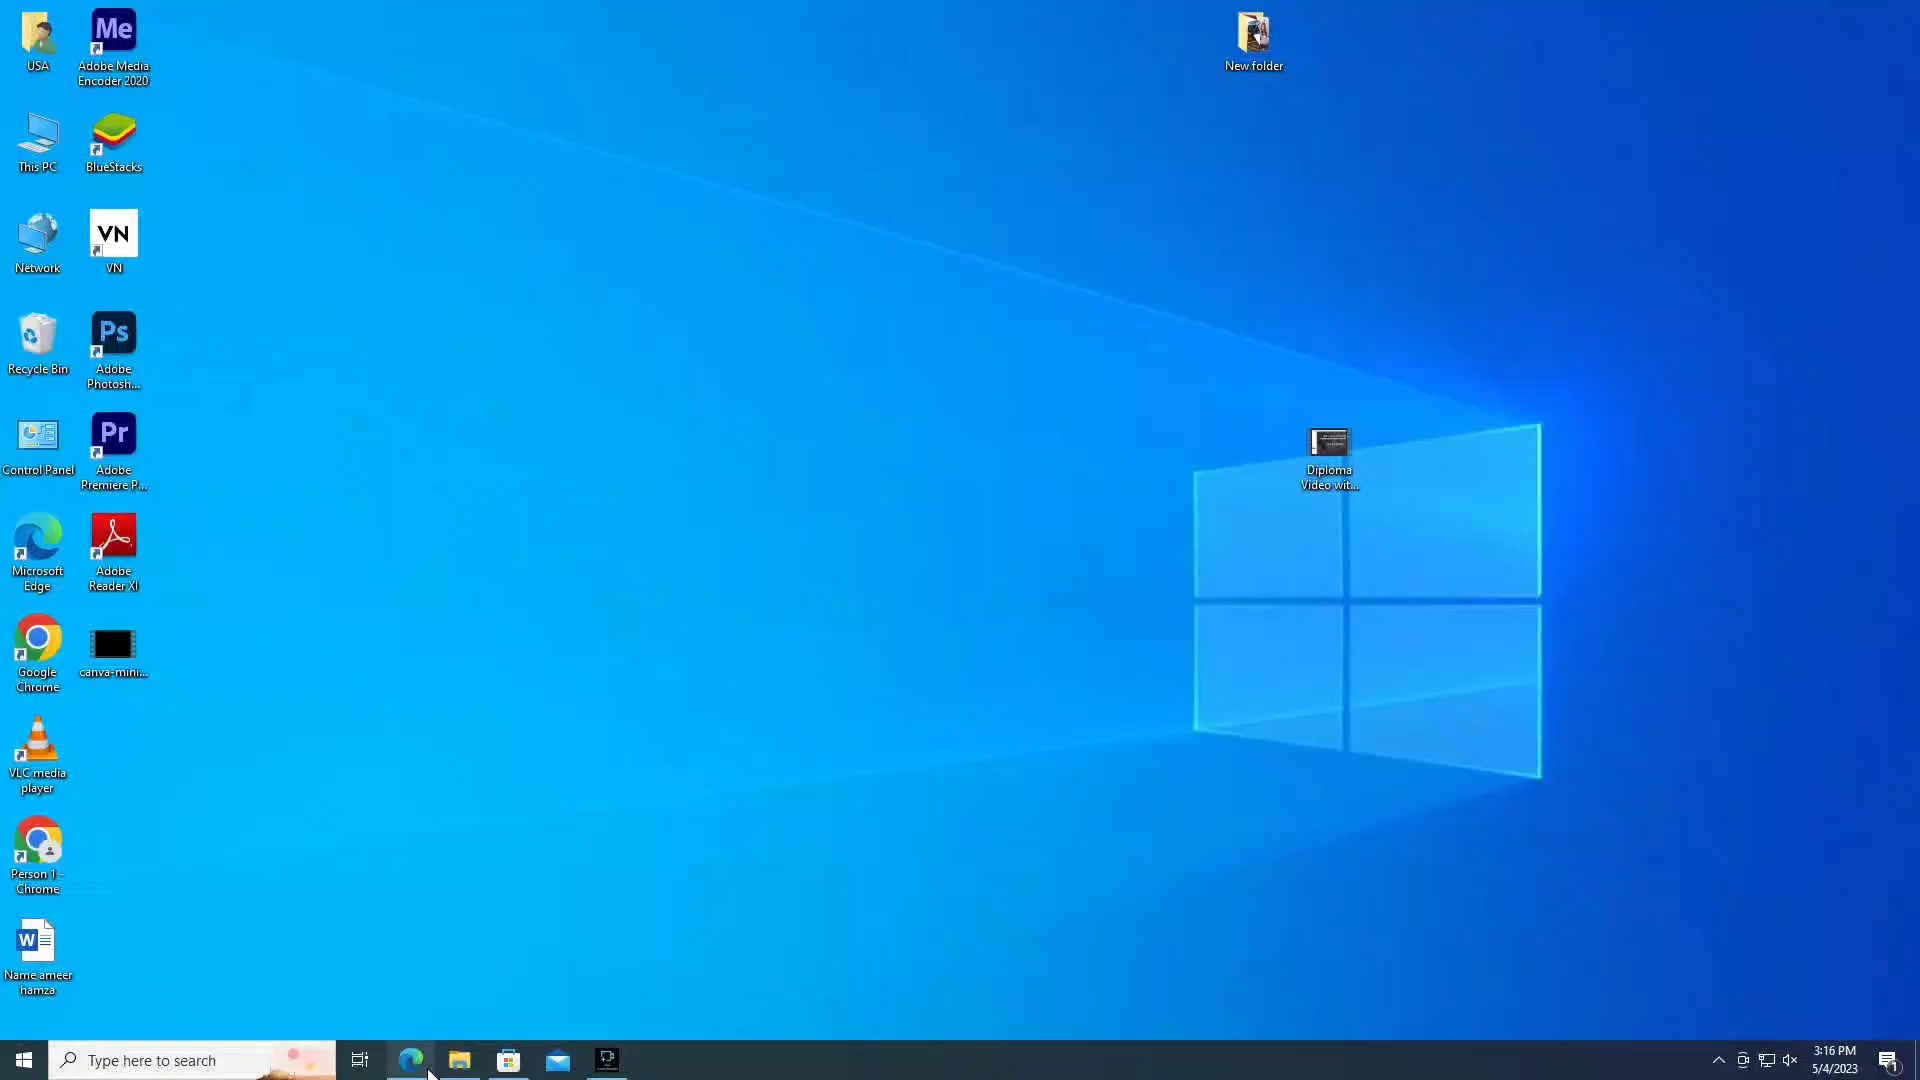 USA
Me
Adobe Media
Encoder 2020
New folder
This PC
BlueStacks
Network
VN
VN
Recycle Bin
Ps
Adobe
Photosh...
Control Panel
Pr
Adobe
Premiere P...
Diploma
Video wit...
Microsoft
Edge
Adobe
Reader XI
Google
Chrome
canva-mini...
VLC media
player
Person 1 -
Chrome
W
Name ameer
hamza
Type here to search
3:16 PM
5/4/2023
1